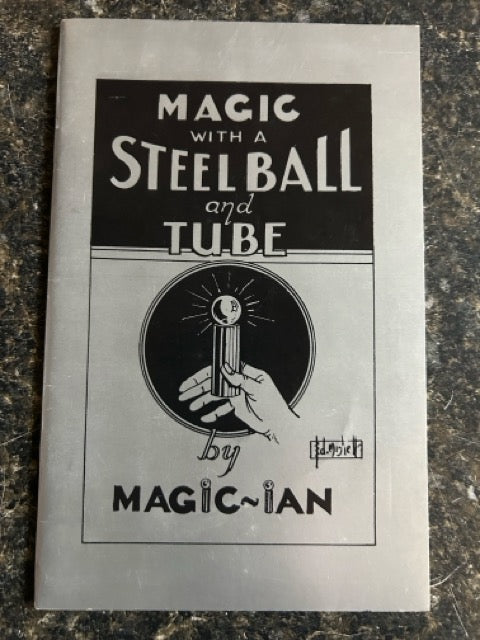 MAGIC
WITH A
STEEL BALL
and
TUBE
by
MAGIC~IAN